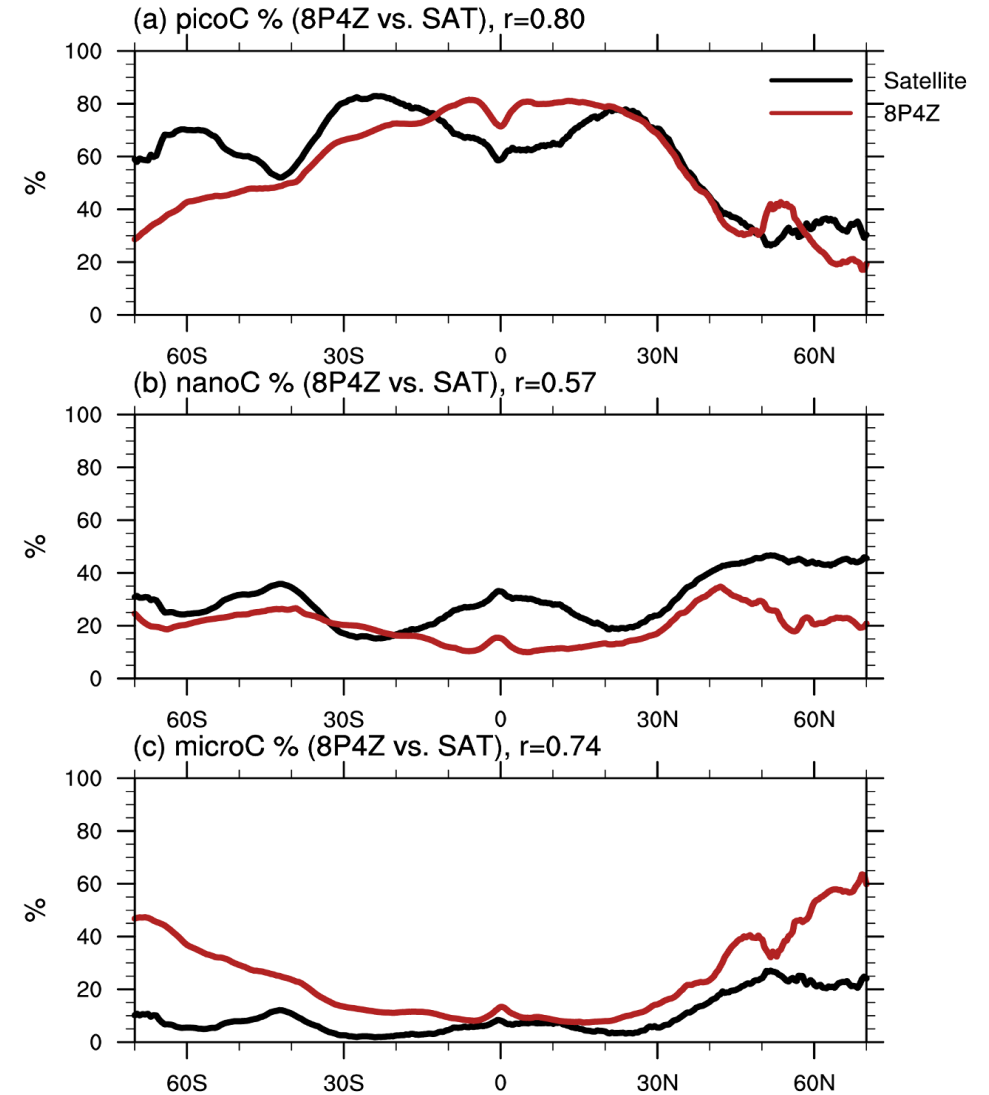 (a) picoC % (8P4Z vs. SAT), r=0.80
100
80
60
40
20
0
%
Satellite
8P4Z
60S 30S 0 30N 60N
(b) nanoC % (8P4Z vs. SAT), r=0.57
100
80
60
40
20
0
%
60S 30S 0 30N 60N
(c) microC % (8P4Z vs. SAT), r=0.74
100
80
60
40
20
0
%
60S 30S 0 30N 60N